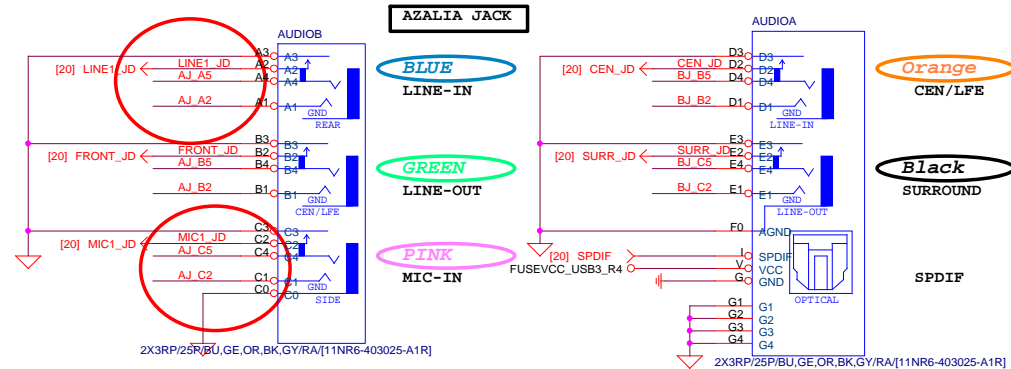 AZALIA JACK
AUDIOB
A3 A3
[20] LINE1_JD LINE1_JD A2 A2
AJ_A5 A4 A4
AJ_A2 A1 A1
GND
REAR
BLUE
LINE-IN
B3 B3
[20] FRONT_JD FRONT_JD B2 B2
AJ_B5 B4 B4
AJ_B2 B1 B1
GND
CEN/LFE
GREEN
LINE-OUT
C3 C3
[20] MIC1_JD MIC1_JD C2 C2
AJ_C5 C4 C4
AJ_C2 C1 C1
GND
C0 C0
SIDE
PINK
MIC-IN
2X3RP/25P/BU,GE,OR,BK,GY/RA/[11NR6-403025-A1R]
AUDIOA
D3 D3
[20] CEN_JD CEN_JD D2 D2
BJ_B5 D4 D4
BJ_B2 D1 D1
GND
LINE-IN
Orange
CEN/LFE
E3 E3
[20] SURR_JD SURR_JD E2 E2
BJ_C5 E4 E4
BJ_C2 E1 E1
GND
LINE-OUT
Black
SURROUND
F0 AGND
[20] SPDIF I SPDIF
FUSEVCC_USB3_R4 V VCC
G GND
OPTICAL
SPDIF
G1 G1
G2 G2
G3 G3
G4 G4
2X3RP/25P/BU,GE,OR,BK,GY/RA/[11NR6-403025-A1R]